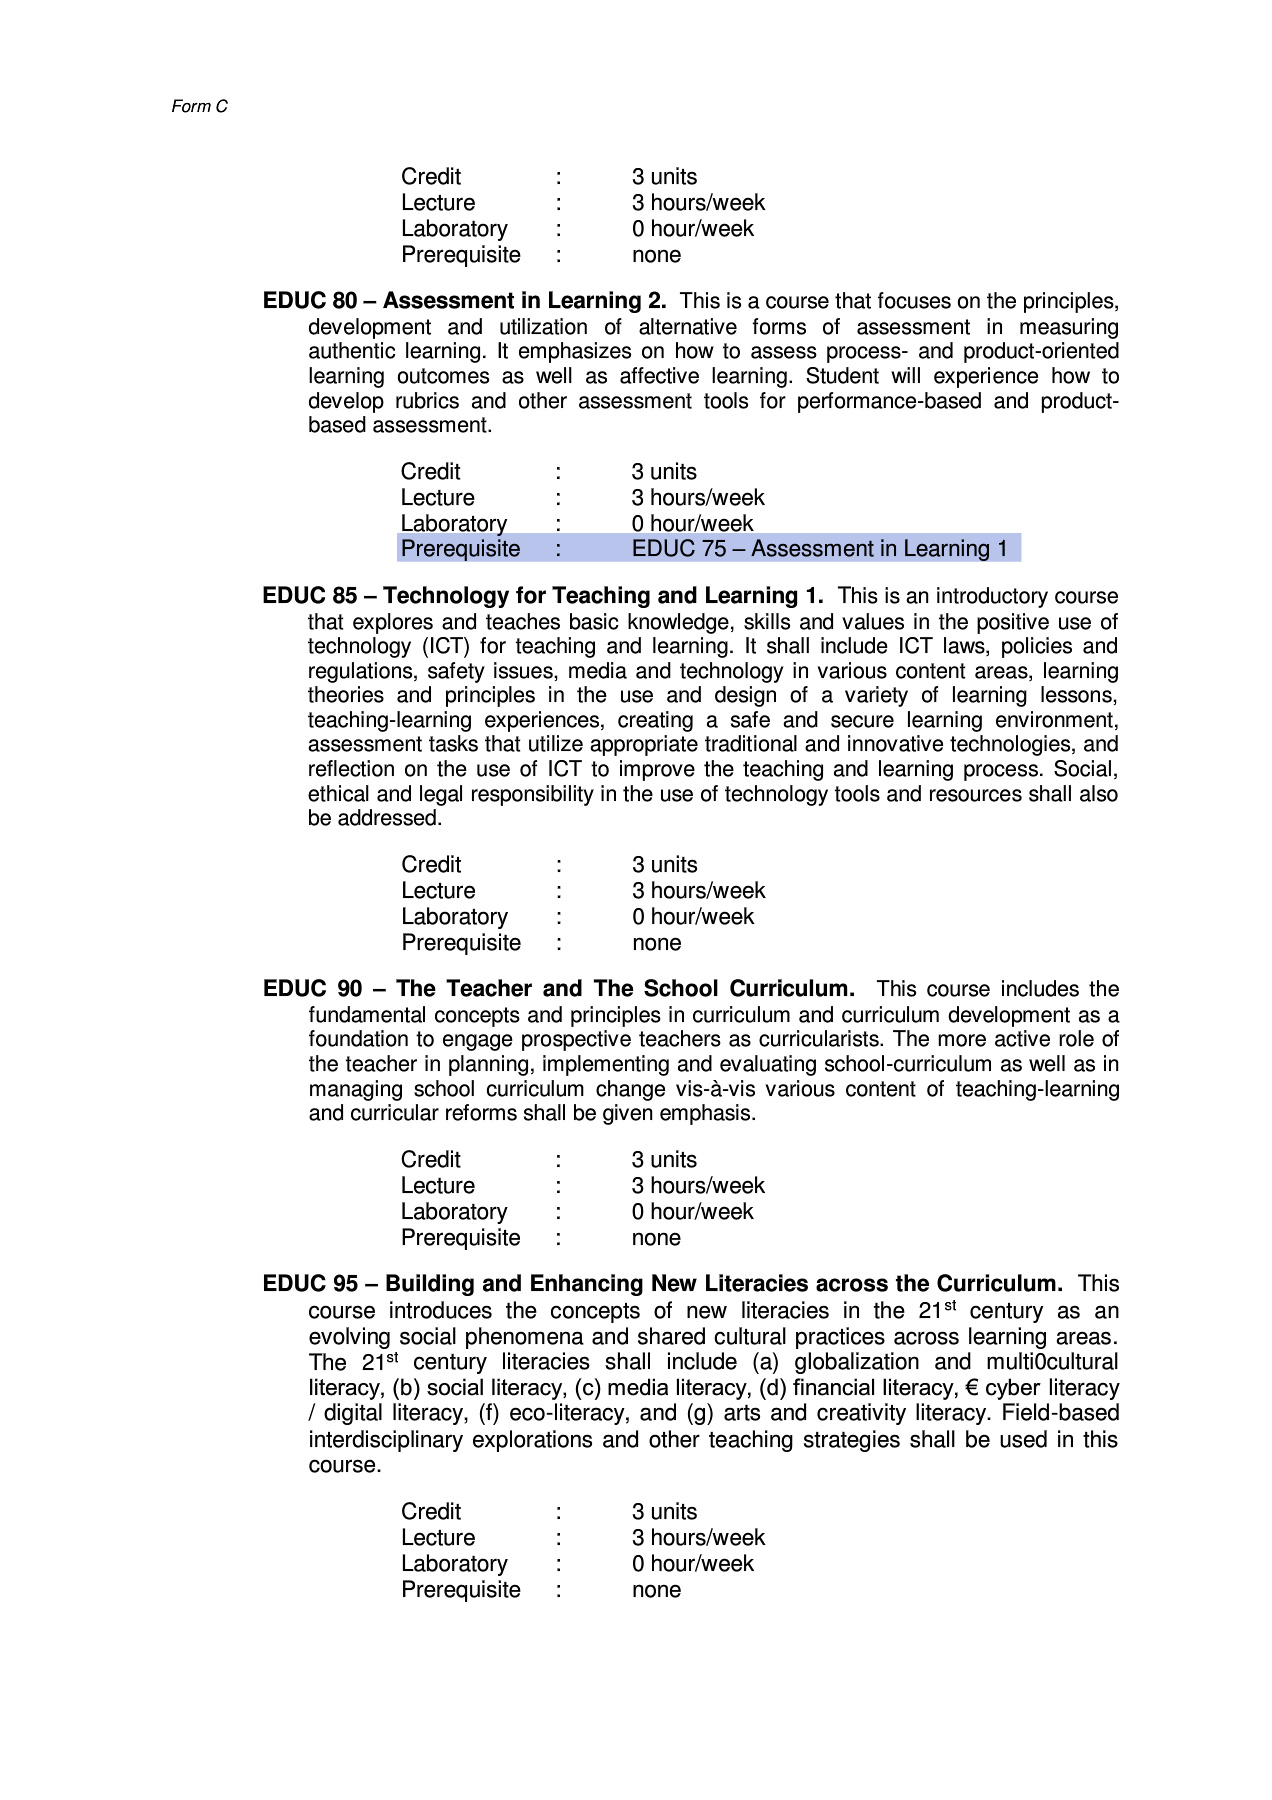 Form C
Credit : 3 units
Lecture : 3 hours/week
Laboratory : 0 hour/week
Prerequisite : none
EDUC 80 – Assessment in Learning 2. This is a course that focuses on the principles,
development and utilization of alternative forms of assessment in measuring
authentic learning. It emphasizes on how to assess process- and product-oriented
learning outcomes as well as affective learning. Student will experience how to
develop rubrics and other assessment tools for performance-based and product-
based assessment.
Credit : 3 units
Lecture : 3 hours/week
Laboratory : 0 hour/week
Prerequisite : EDUC 75 – Assessment in Learning 1
EDUC 85 – Technology for Teaching and Learning 1. This is an introductory course
that explores and teaches basic knowledge, skills and values in the positive use of
technology (ICT) for teaching and learning. It shall include ICT laws, policies and
regulations, safety issues, media and technology in various content areas, learning
theories and principles in the use and design of a variety of learning lessons,
teaching-learning experiences, creating a safe and secure learning environment,
assessment tasks that utilize appropriate traditional and innovative technologies, and
reflection on the use of ICT to improve the teaching and learning process. Social,
ethical and legal responsibility in the use of technology tools and resources shall also
be addressed.
Credit : 3 units
Lecture : 3 hours/week
Laboratory : 0 hour/week
Prerequisite : none
EDUC 90 – The Teacher and The School Curriculum. This course includes the
fundamental concepts and principles in curriculum and curriculum development as a
foundation to engage prospective teachers as curricularists. The more active role of
the teacher in planning, implementing and evaluating school-curriculum as well as in
managing school curriculum change vis-à-vis various content of teaching-learning
and curricular reforms shall be given emphasis.
Credit : 3 units
Lecture : 3 hours/week
Laboratory : 0 hour/week
Prerequisite : none
EDUC 95 – Building and Enhancing New Literacies across the Curriculum. This
course introduces the concepts of new literacies in the 21st century as an
evolving social phenomena and shared cultural practices across learning areas.
The 21st century literacies shall include (a) globalization and multi0cultural
literacy, (b) social literacy, (c) media literacy, (d) financial literacy, € cyber literacy
/ digital literacy, (f) eco-literacy, and (g) arts and creativity literacy. Field-based
interdisciplinary explorations and other teaching strategies shall be used in this
course.
Credit : 3 units
Lecture : 3 hours/week
Laboratory : 0 hour/week
Prerequisite : none